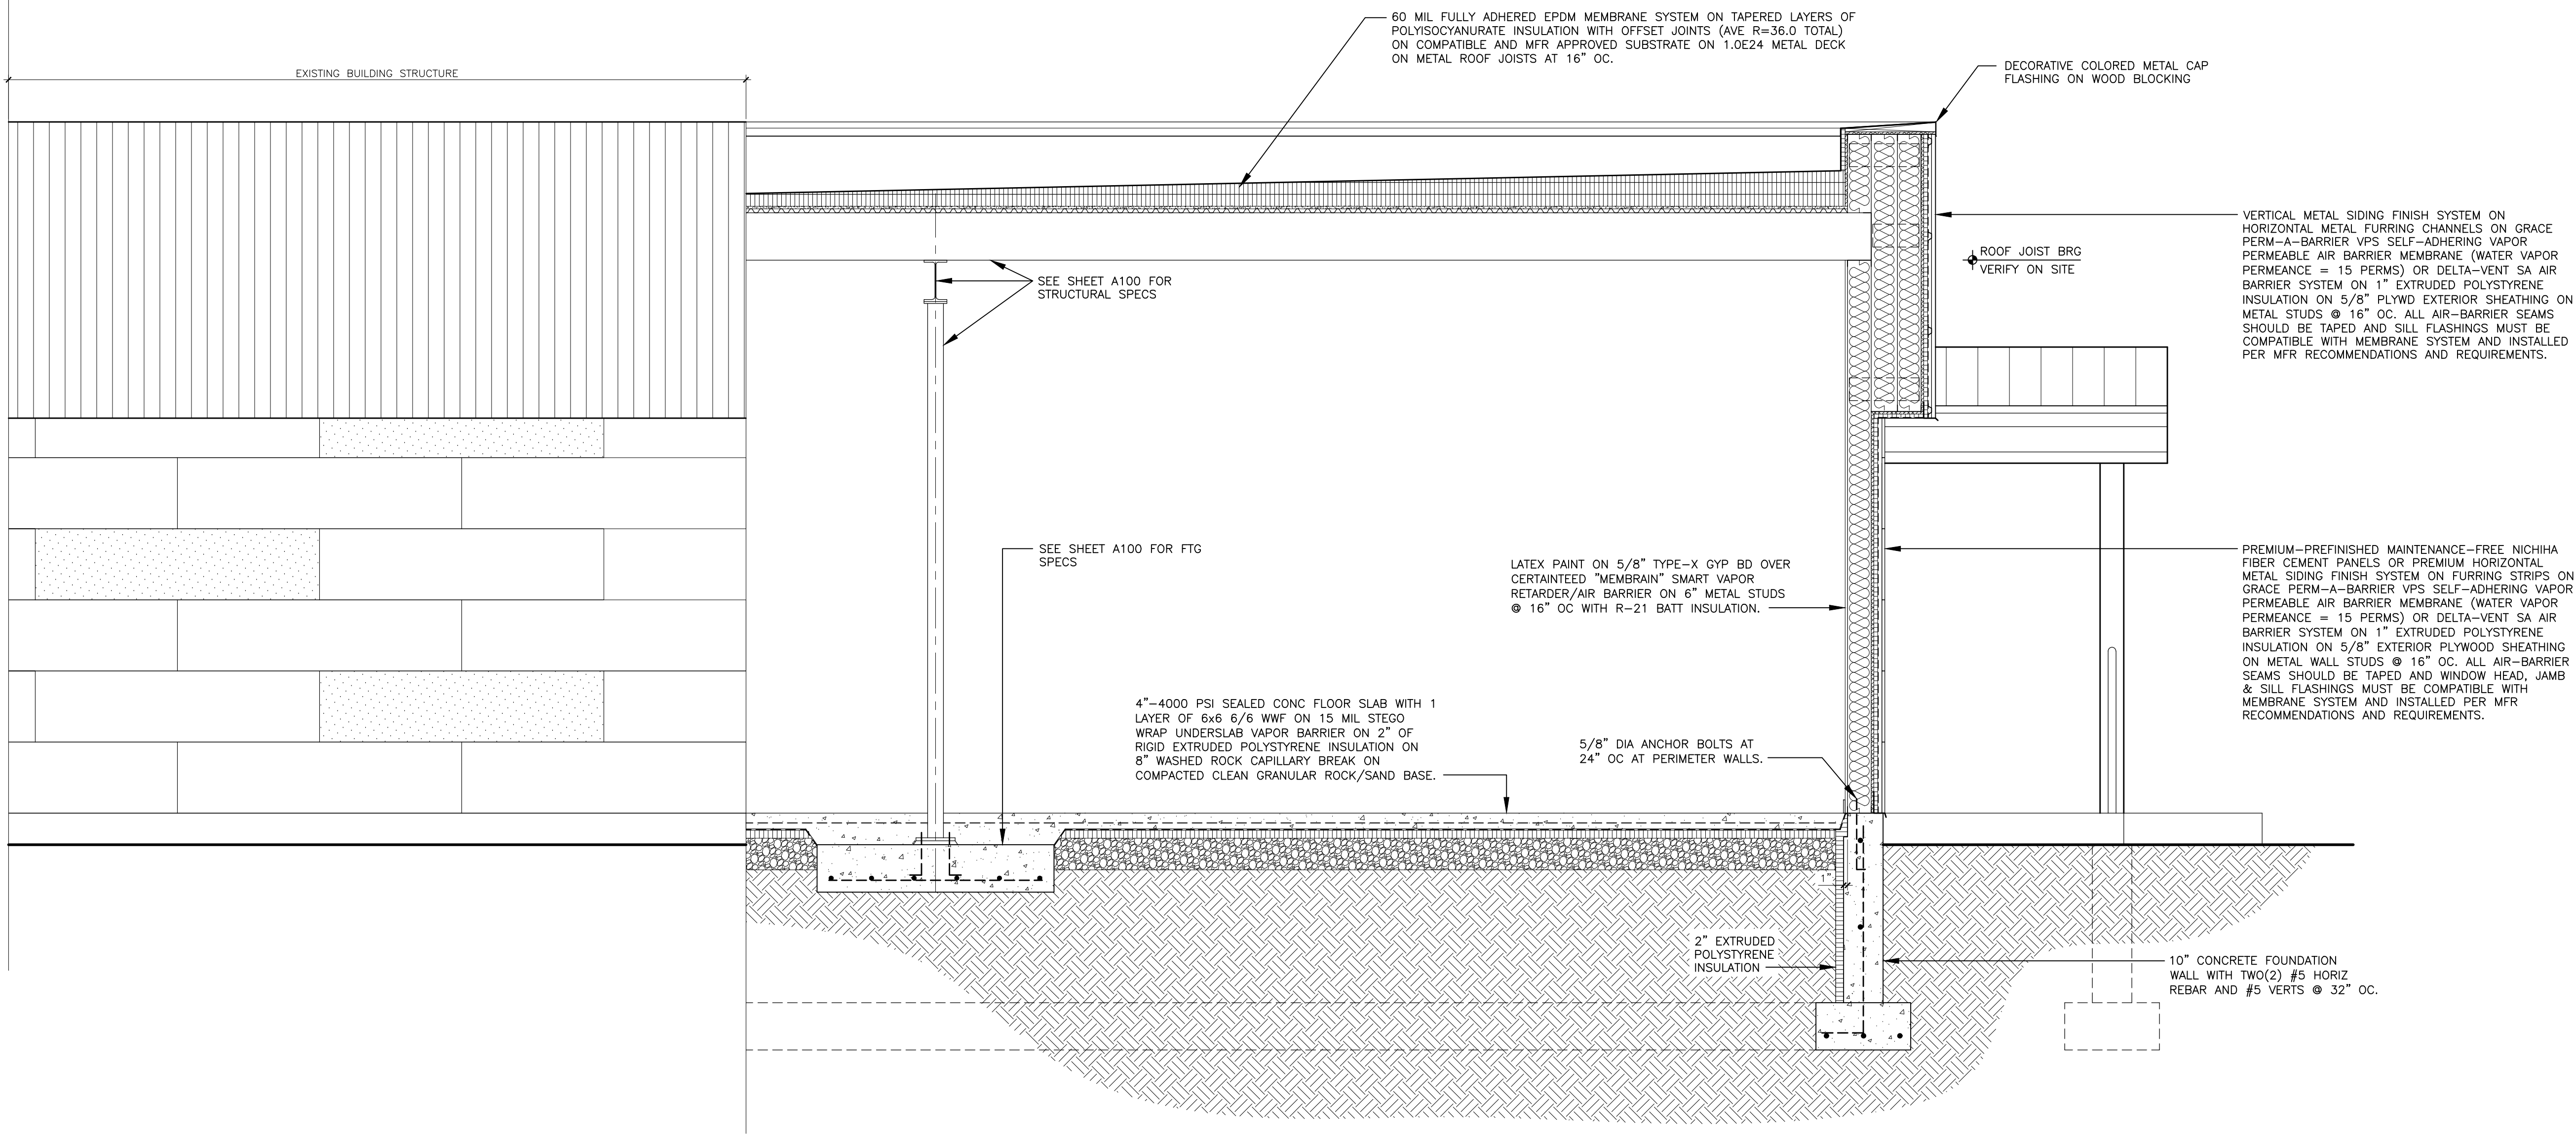 60 MIL FULLY ADHERED EPDM MEMBRANE SYSTEM ON TAPERED LAYERS OF
POLYISOCYANURATE INSULATION WITH OFFSET JOINTS (AVE R=36.0 TOTAL)
ON COMPATIBLE AND MFR APPROVED SUBSTRATE ON 1.0E24 METAL DECK
ON METAL ROOF JOISTS AT 16" OC.
EXISTING BUILDING STRUCTURE
DECORATIVE COLORED METAL CAP
FLASHING ON WOOD BLOCKING
VERTICAL METAL SIDING FINISH SYSTEM ON
HORIZONTAL METAL FURRING CHANNELS ON GRACE
PERM-A-BARRIER VPS SELF-ADHERING VAPOR
PERMEABLE AIR BARRIER MEMBRANE (WATER VAPOR
PERMEANCE = 15 PERMS) OR DELTA-VENT SA AIR
BARRIER SYSTEM ON 1" EXTRUDED POLYSTYRENE
INSULATION ON 5/8" PLYWD EXTERIOR SHEATHING ON
METAL STUDS @ 16" OC. ALL AIR-BARRIER SEAMS
SHOULD BE TAPED AND SILL FLASHINGS MUST BE
COMPATIBLE WITH MEMBRANE SYSTEM AND INSTALLED
PER MFR RECOMMENDATIONS AND REQUIREMENTS.
ROOF JOIST BRG
VERIFY ON SITE
SEE SHEET A100 FOR
STRUCTURAL SPECS
SEE SHEET A100 FOR FTG
SPECS
LATEX PAINT ON 5/8" TYPE-X GYP BD OVER
CERTAINTEED "MEMBRAIN" SMART VAPOR
RETARDER/AIR BARRIER ON 6" METAL STUDS
@ 16" OC WITH R-21 BATT INSULATION.
PREMIUM-PREFINISHED MAINTENANCE-FREE NICHIHA
FIBER CEMENT PANELS OR PREMIUM HORIZONTAL
METAL SIDING FINISH SYSTEM ON FURRING STRIPS ON
GRACE PERM-A-BARRIER VPS SELF-ADHERING VAPOR
PERMEABLE AIR BARRIER MEMBRANE (WATER VAPOR
PERMEANCE = 15 PERMS) OR DELTA-VENT SA AIR
BARRIER SYSTEM ON 1" EXTRUDED POLYSTYRENE
INSULATION ON 5/8" EXTERIOR PLYWOOD SHEATHING
ON METAL WALL STUDS @ 16" OC. ALL AIR-BARRIER
SEAMS SHOULD BE TAPED AND WINDOW HEAD, JAMB
& SILL FLASHINGS MUST BE COMPATIBLE WITH
MEMBRANE SYSTEM AND INSTALLED PER MFR
RECOMMENDATIONS AND REQUIREMENTS.
4"-4000 PSI SEALED CONC FLOOR SLAB WITH 1
LAYER OF 6x6 6/6 WWF ON 15 MIL STEGO
WRAP UNDERSLAB VAPOR BARRIER ON 2" OF
RIGID EXTRUDED POLYSTYRENE INSULATION ON
8" WASHED ROCK CAPILLARY BREAK ON
COMPACTED CLEAN GRANULAR ROCK/SAND BASE.
5/8" DIA ANCHOR BOLTS AT
24" OC AT PERIMETER WALLS.
1"
2" EXTRUDED
POLYSTYRENE
INSULATION
10" CONCRETE FOUNDATION
WALL WITH TWO(2) #5 HORIZ
REBAR AND #5 VERTS @ 32" OC.